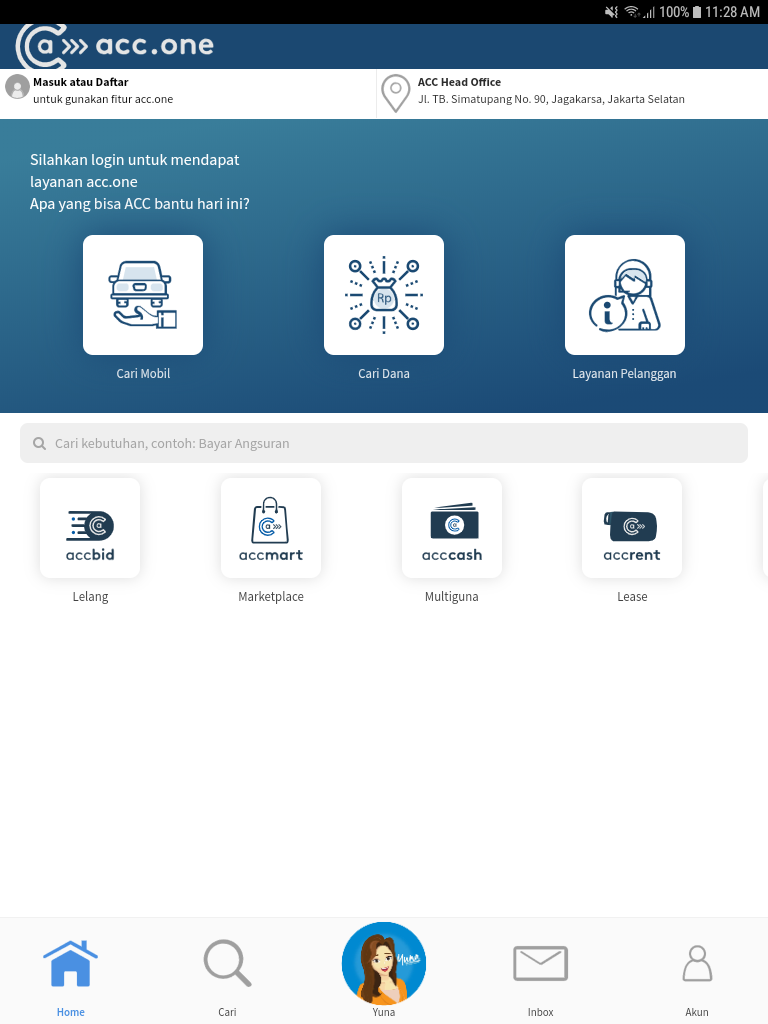 100% 11:28 AM
a acc.one
Masuk atau Daftar
untuk gunakan fitur acc.one
ACC Head Office
Jl. TB. Simatupang No. 90, Jagakarsa, Jakarta Selatan
Silahkan login untuk mendapat
layanan acc.one
Apa yang bisa ACC bantu hari ini?
Rp
i
Cari Mobil
Cari Dana
Layanan Pelanggan
Cari kebutuhan, contoh: Bayar Angsuran
a
a
a
a
accbid
accmart
acccash
accrent
Lelang
Marketplace
Multiguna
Lease
Yuna
Home
Cari
Yuna
Inbox
Akun